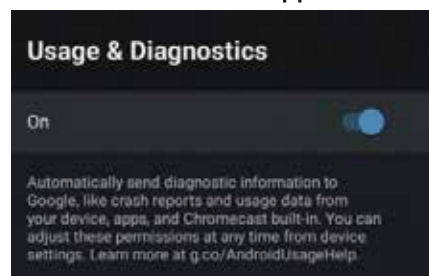 Usage & Diagnostics
On
Automatically send diagnostic information to
Google, like crash reports and usage data from
your device, apps, and Chromecast built-in. You can
adjust these permissions at any time from device
settings. Learn more at g.co/AndroidUsageHelp.